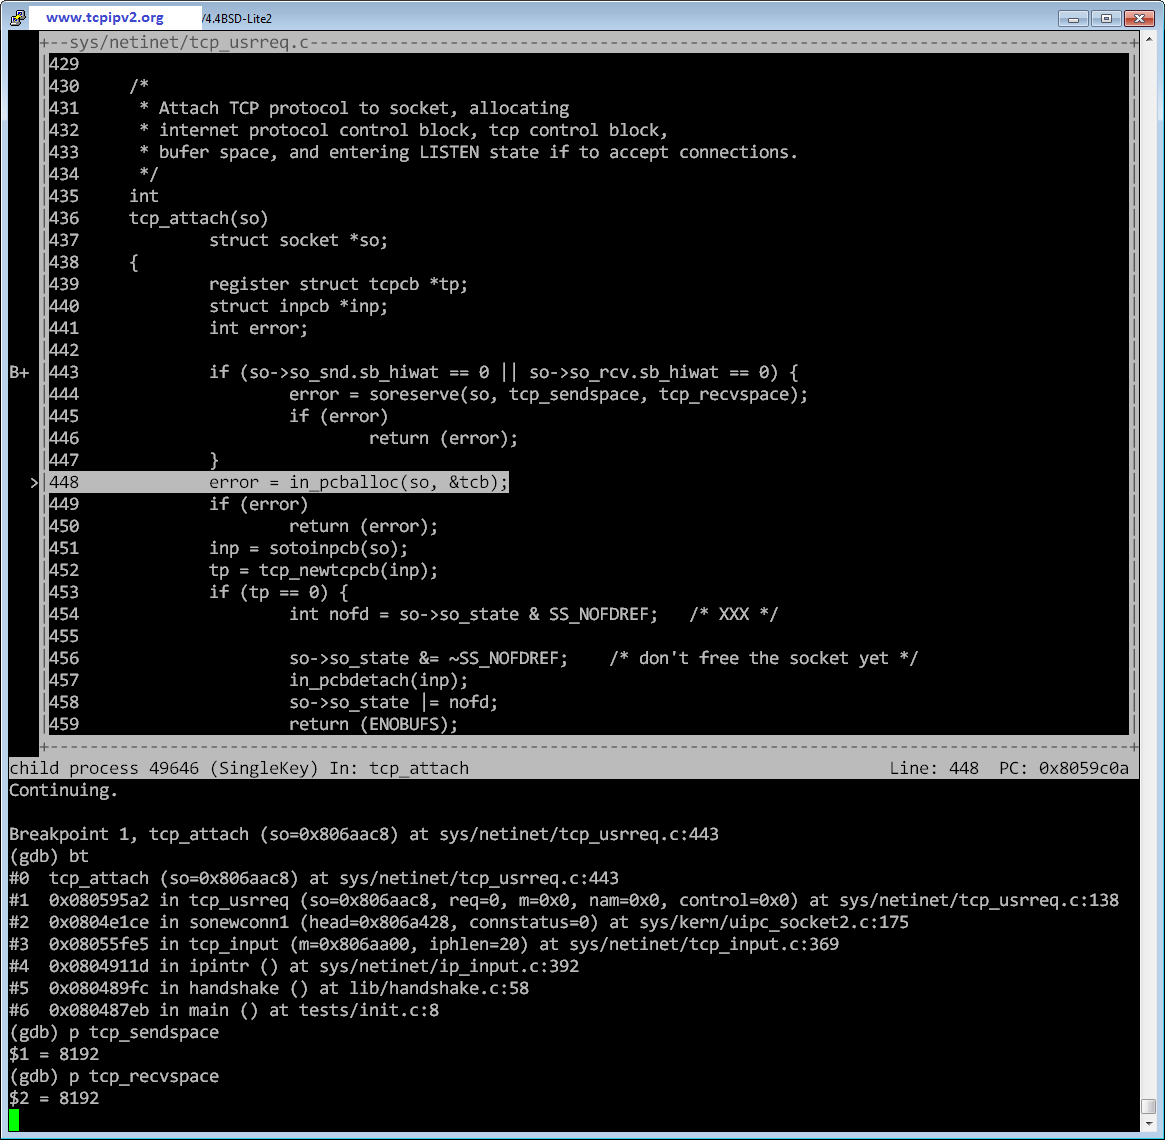 www.tcpipv2.org /4.4BSD-Lite2
+--sys/netinet/tcp_usrreq.c--+
429
430 /*
431 * Attach TCP protocol to socket, allocating
432 * internet protocol control block, tcp control block,
433 * bufer space, and entering LISTEN state if to accept connections.
434 */
435 int
436 tcp_attach(so)
437 struct socket *so;
438 {
439 register struct tcpcb *tp;
440 struct inpcb *inp;
441 int error;
442
B+ 443 if (so->so_snd.sb_hiwat == 0 || so->so_rcv.sb_hiwat == 0) {
444 error = soreserve(so, tcp_sendspace, tcp_recvspace);
445 if (error)
446 return (error);
447 }
> 448 error = in_pcballoc(so, &tcb);
449 if (error)
450 return (error);
451 inp = sotoinpcb(so);
452 tp = tcp_newtcpcb(inp);
453 if (tp == 0) {
454 int nofd = so->so_state & SS_NOFDREF; /* XXX */
455
456 so->so_state &= ~SS_NOFDREF; /* don't free the socket yet */
457 in_pcbdetach(inp);
458 so->so_state |= nofd;
459 return (ENOBUFS);
child process 49646 (SingleKey) In: tcp_attach Line: 448 PC: 0x8059c0a
Continuing.
Breakpoint 1, tcp_attach (so=0x806aac8) at sys/netinet/tcp_usrreq.c:443
(gdb) bt
#0 tcp_attach (so=0x806aac8) at sys/netinet/tcp_usrreq.c:443
#1 0x080595a2 in tcp_usrreq (so=0x806aac8, req=0, m=0x0, nam=0x0, control=0x0) at sys/netinet/tcp_usrreq.c:138
#2 0x0804e1ce in sonewconn1 (head=0x806a428, connstatus=0) at sys/kern/uipc_socket2.c:175
#3 0x08055fe5 in tcp_input (m=0x806aa00, iphlen=20) at sys/netinet/tcp_input.c:369
#4 0x0804911d in ipintr () at sys/netinet/ip_input.c:392
#5 0x080489fc in handshake () at lib/handshake.c:58
#6 0x080487eb in main () at tests/init.c:8
(gdb) p tcp_sendspace
$1 = 8192
(gdb) p tcp_recvspace
$2 = 8192